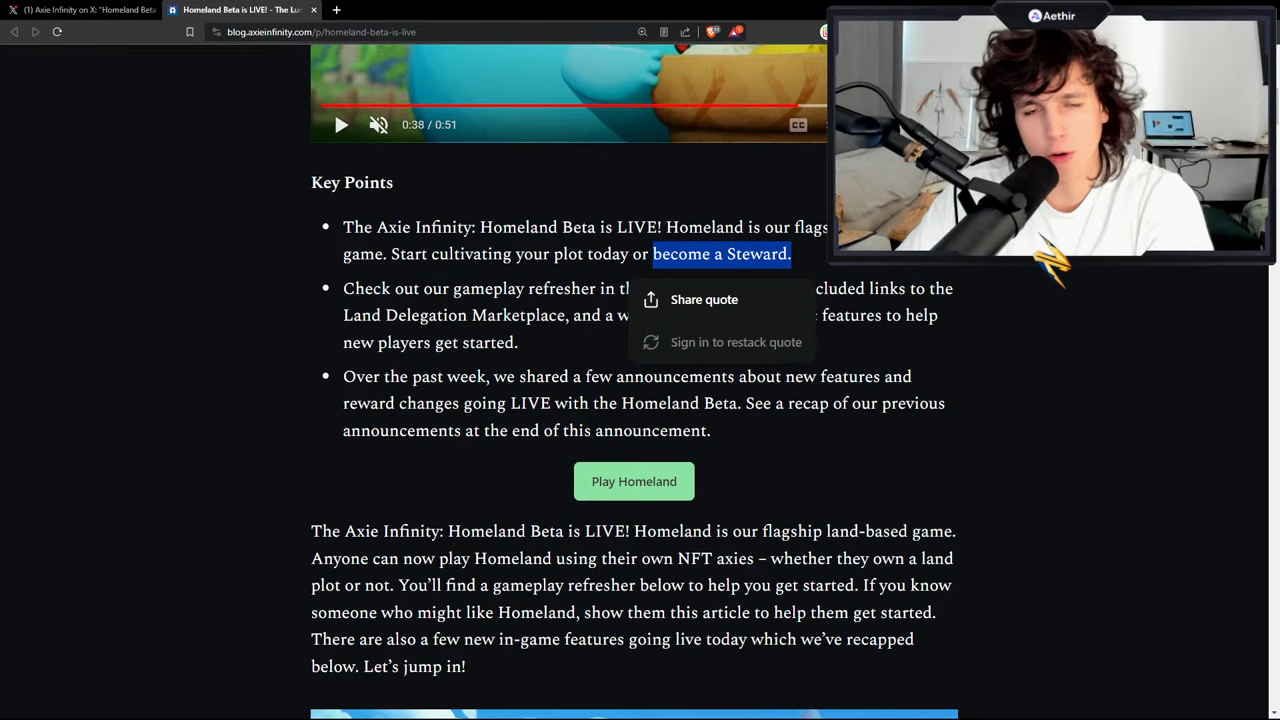 (1) Axie Infinity on X: "Homeland Beta
Homeland Beta is LIVE! - The Lu
blog.axieinfinity.com/p/homeland-beta-is-live
Aethir
0:38 / 0:51
CC
Key Points
The Axie Infinity: Homeland Beta is LIVE! Homeland is our flags
game. Start cultivating your plot today or become a Steward.
Check out our gameplay refresher in th cluded links to the
Share quote
Land Delegation Marketplace, and a w features to help
Sign in to restack quote
new players get started.
Over the past week, we shared a few announcements about new features and
reward changes going LIVE with the Homeland Beta. See a recap of our previous
announcements at the end of this announcement.
Play Homeland
The Axie Infinity: Homeland Beta is LIVE! Homeland is our flagship land-based game.
Anyone can now play Homeland using their own NFT axies – whether they own a land
plot or not. You'll find a gameplay refresher below to help you get started. If you know
someone who might like Homeland, show them this article to help them get started.
There are also a few new in-game features going live today which we've recapped
below. Let's jump in!